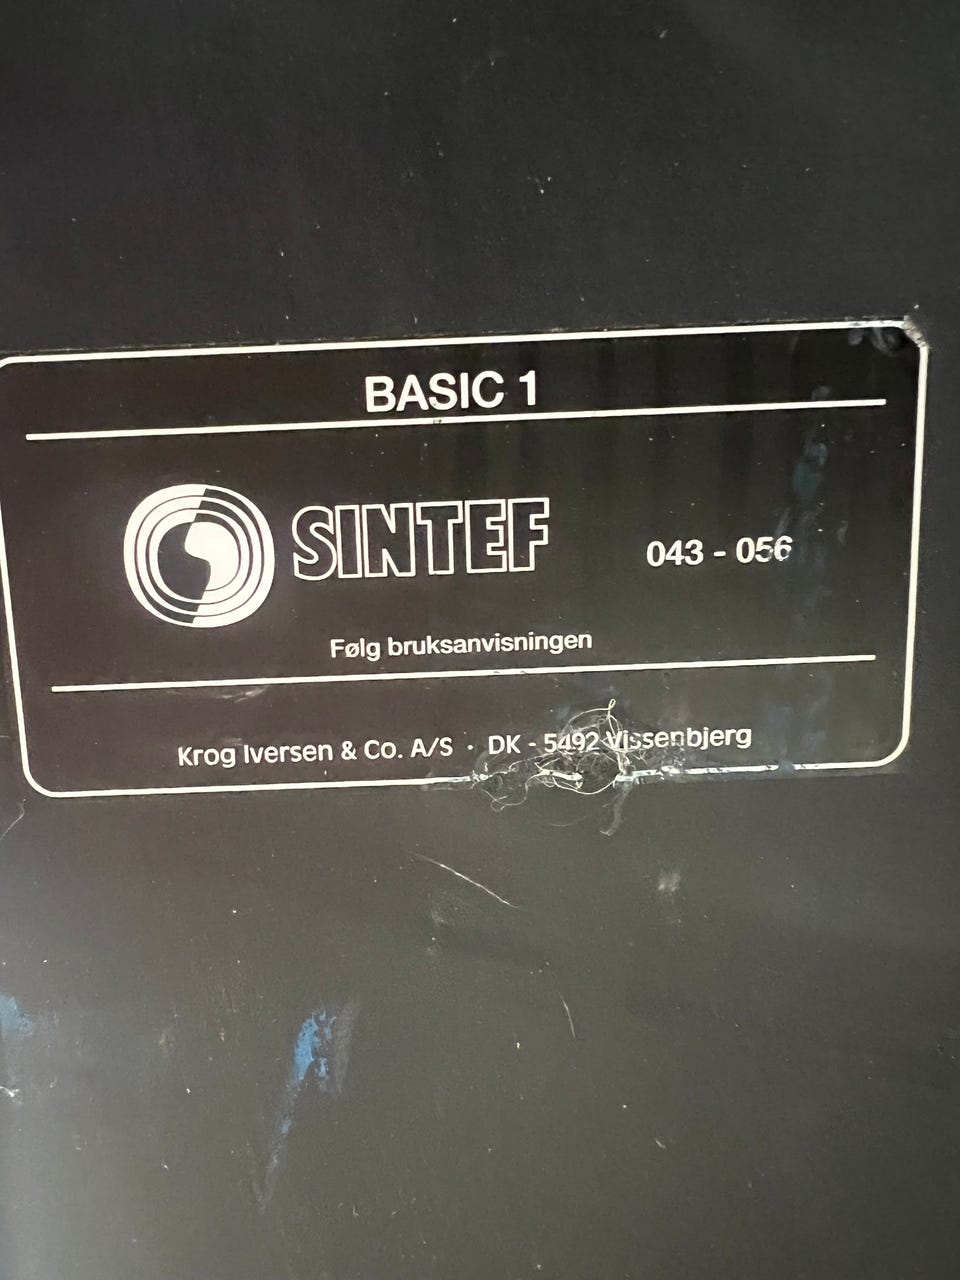 BASIC 1
SINTEF 043 - 056
Følg bruksanvisningen
Krog Iversen & Co. A/S · DK - 5492 Vissenbjerg